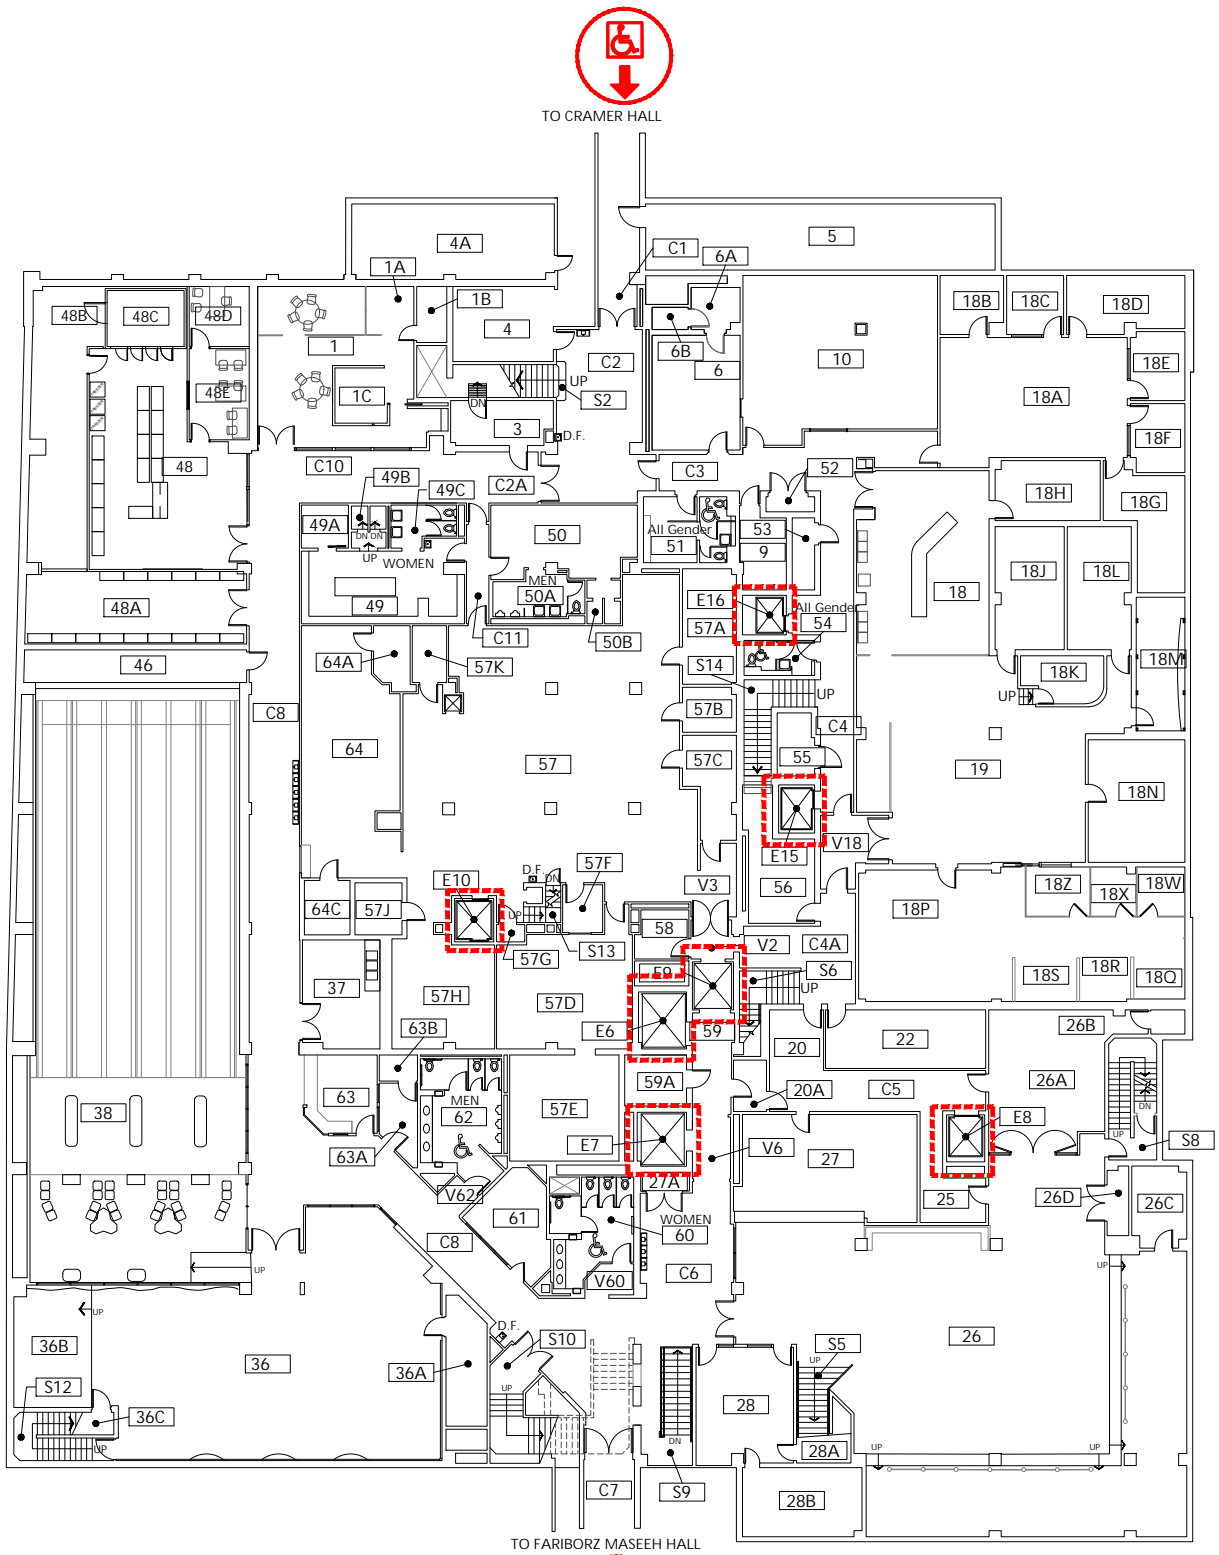 TO CRAMER HALL
5
4A
C1
6A
1A
1B
48B
48C
48D
18B
18C
18D
4
1
6B
10
C2
6
18E
48E
1C
UP
DN
S2
18A
3
D.F.
18F
48
C10
C2A
C3
52
49B
49C
18H
18G
49A
50
All Gender
53
DN DN
UP
WOMEN
51
9
MEN
18J
18L
50A
E16
18
48A
49
All Gender
C11
50B
57A
54
46
64A
57K
S14
18M
18K
UP
UP
C8
57B
C4
64
57
57C
55
19
18N
V18
E15
D.F.
57F
E10
DN
V3
56
18Z
18X
18W
64C
57J
UP
58
18P
V2
C4A
57G
S13
37
E9
S6
18S
18R
18Q
57H
57D
UP
63B
E6
59
20
22
26B
59A
26A
20A
C5
63
MEN
62
57E
DN
38
E7
V6
E8
UP
S8
63A
27
27A
V62
25
26D
26C
61
WOMEN
60
C8
UP
V60
C6
UP
UP
D.F.
36B
36
S10
S5
26
36A
UP
S12
UP
28
36C
UP
DN
28A
UP
UP
C7
S9
28B
TO FARIBORZ MASEEH HALL